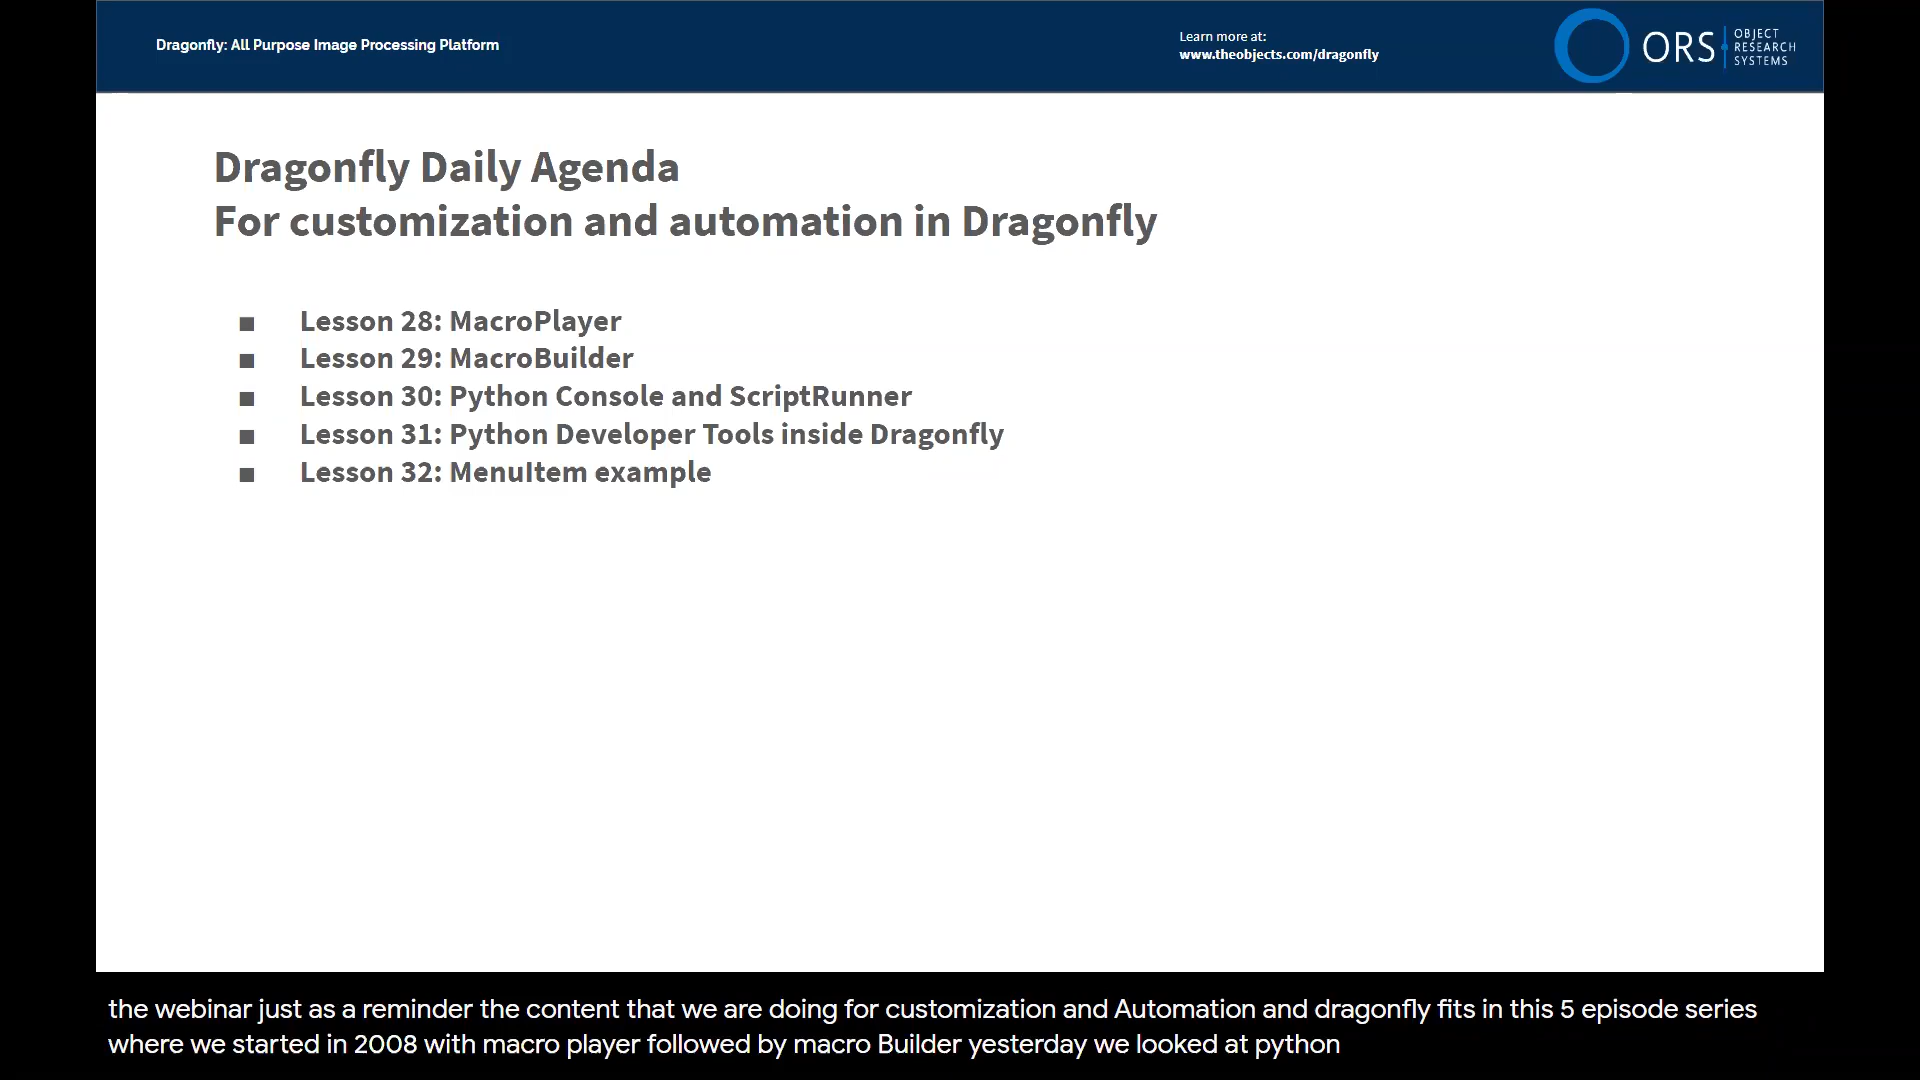 Dragonfly: All Purpose Image Processing Platform
Learn more at:
www.theobjects.com/dragonfly
ORS
OBJECT
RESEARCH
SYSTEMS
Dragonfly Daily Agenda
For customization and automation in Dragonfly
■ Lesson 28: MacroPlayer
■ Lesson 29: MacroBuilder
■ Lesson 30: Python Console and ScriptRunner
■ Lesson 31: Python Developer Tools inside Dragonfly
■ Lesson 32: MenuItem example
the webinar just as a reminder the content that we are doing for customization and Automation and dragonfly fits in this 5 episode series
where we started in 2008 with macro player followed by macro Builder yesterday we looked at python